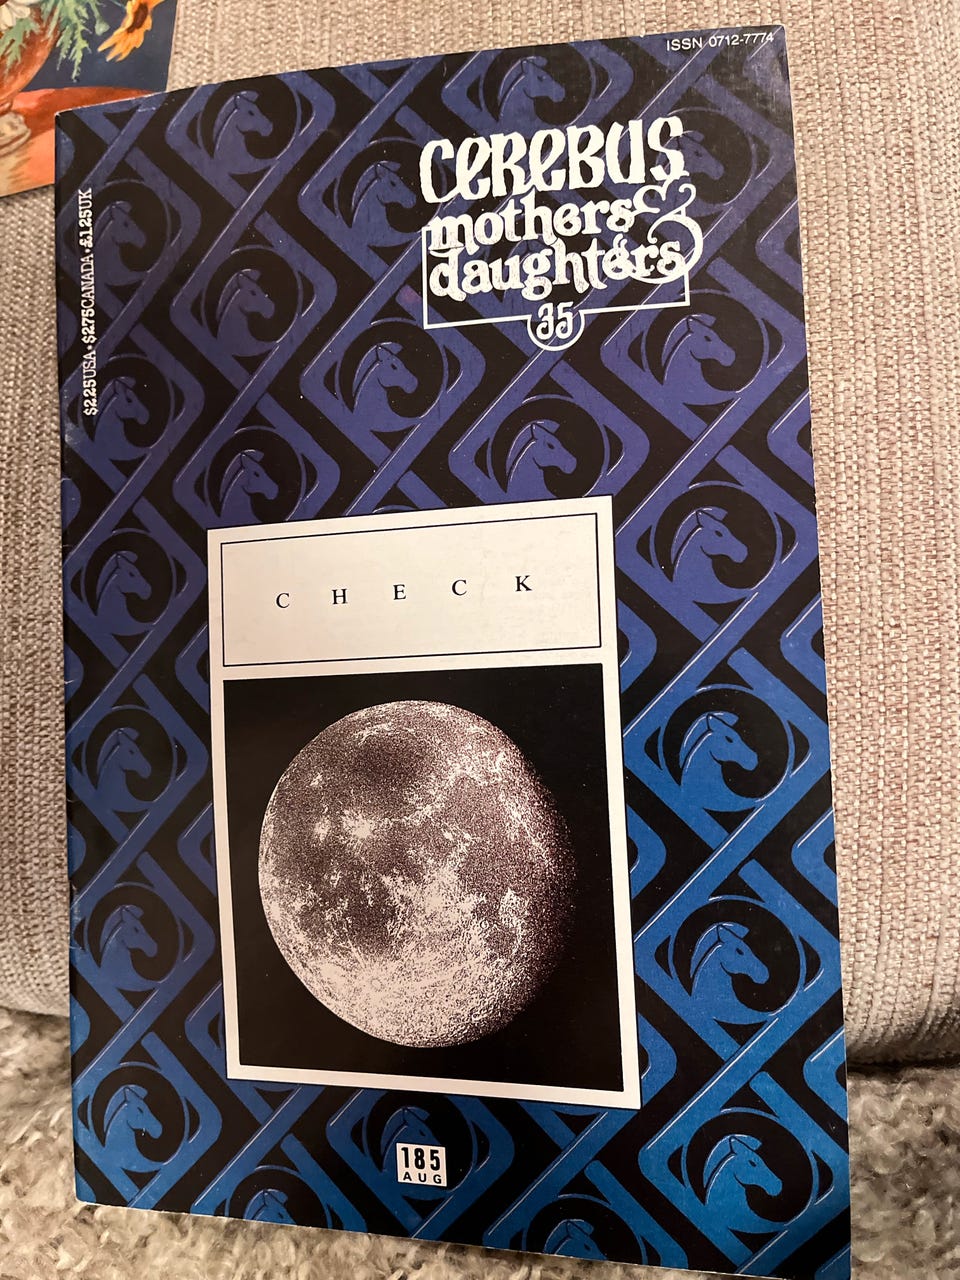 ISSN 0712-7774
CEREBUS
mothers &
daughters
35
$2.25USA•$2.75CANADA•£1.25UK
C H E C K
185
AUG